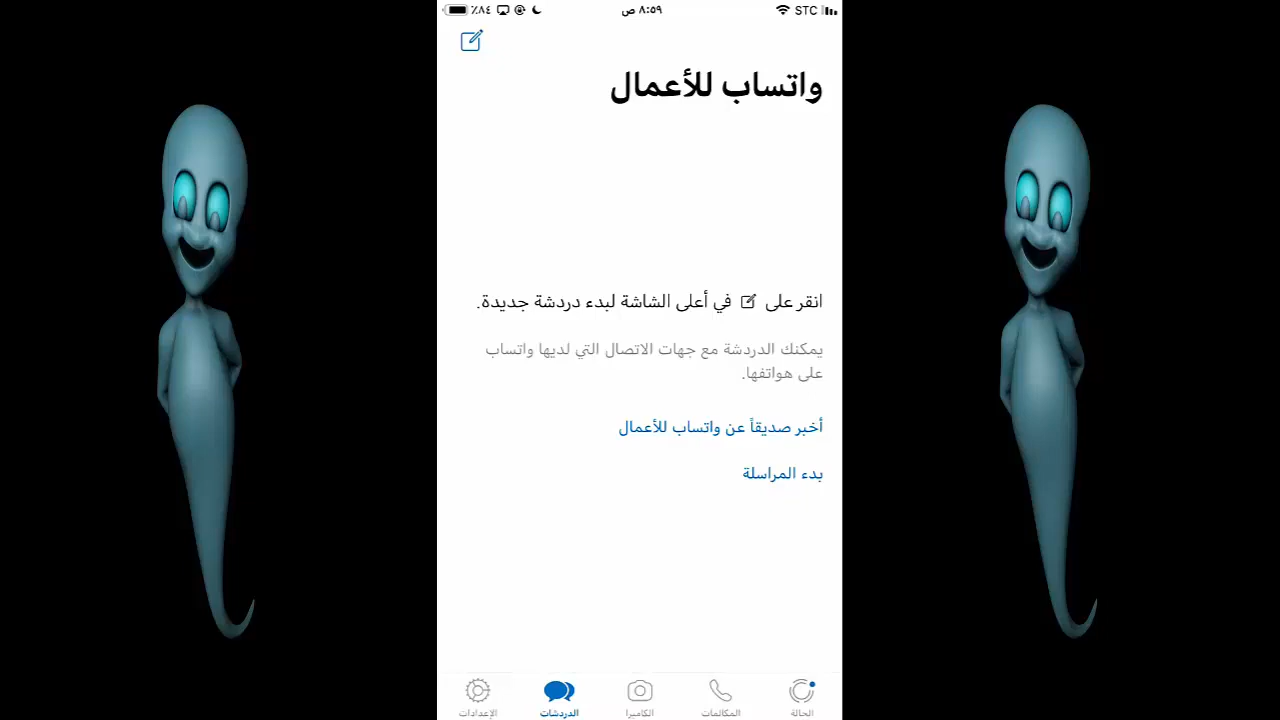 ٪٨٤ ٨:٥٩ ص STC
واتساب للأعمال
انقر على في أعلى الشاشة لبدء دردشة جديدة.
يمكنك الدردشة مع جهات الاتصال التي لديها واتساب
على هواتفها.
أخبر صديقاً عن واتساب للأعمال
بدء المراسلة
الحالة المكالمات الكاميرا الدردشات الإعدادات